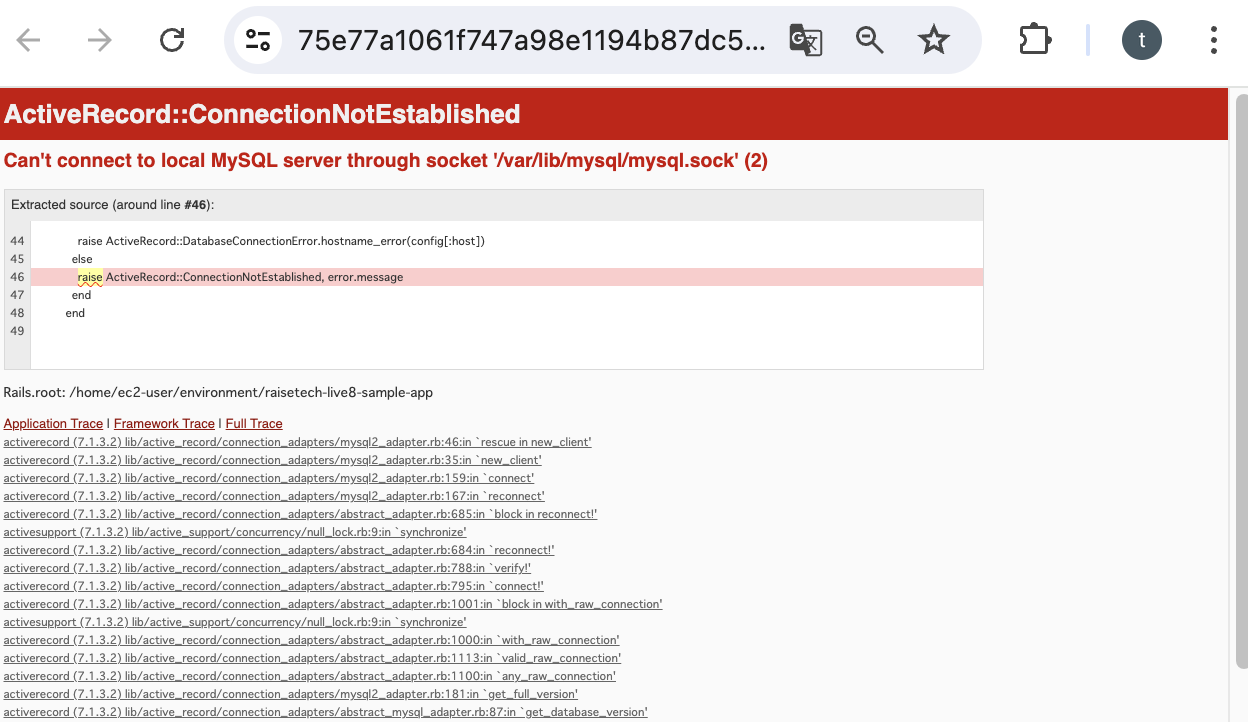 75e77a1061f747a98e1194b87dc5...
t
ActiveRecord::ConnectionNotEstablished
Can't connect to local MySQL server through socket '/var/lib/mysql/mysql.sock' (2)
Extracted source (around line #46):
44 raise ActiveRecord::DatabaseConnectionError.hostname_error(config[:host])
45 else
46 raise ActiveRecord::ConnectionNotEstablished, error.message
47 end
48 end
49
Rails.root: /home/ec2-user/environment/raisetech-live8-sample-app
Application Trace | Framework Trace | Full Trace
activerecord (7.1.3.2) lib/active_record/connection_adapters/mysql2_adapter.rb:46:in `rescue in new_client'
activerecord (7.1.3.2) lib/active_record/connection_adapters/mysql2_adapter.rb:35:in `new_client'
activerecord (7.1.3.2) lib/active_record/connection_adapters/mysql2_adapter.rb:159:in `connect'
activerecord (7.1.3.2) lib/active_record/connection_adapters/mysql2_adapter.rb:167:in `reconnect'
activerecord (7.1.3.2) lib/active_record/connection_adapters/abstract_adapter.rb:685:in `block in reconnect!'
activesupport (7.1.3.2) lib/active_support/concurrency/null_lock.rb:9:in `synchronize'
activerecord (7.1.3.2) lib/active_record/connection_adapters/abstract_adapter.rb:684:in `reconnect!'
activerecord (7.1.3.2) lib/active_record/connection_adapters/abstract_adapter.rb:788:in `verify!'
activerecord (7.1.3.2) lib/active_record/connection_adapters/abstract_adapter.rb:795:in `connect!'
activerecord (7.1.3.2) lib/active_record/connection_adapters/abstract_adapter.rb:1001:in `block in with_raw_connection'
activesupport (7.1.3.2) lib/active_support/concurrency/null_lock.rb:9:in `synchronize'
activerecord (7.1.3.2) lib/active_record/connection_adapters/abstract_adapter.rb:1000:in `with_raw_connection'
activerecord (7.1.3.2) lib/active_record/connection_adapters/abstract_adapter.rb:1113:in `valid_raw_connection'
activerecord (7.1.3.2) lib/active_record/connection_adapters/abstract_adapter.rb:1100:in `any_raw_connection'
activerecord (7.1.3.2) lib/active_record/connection_adapters/mysql2_adapter.rb:181:in `get_full_version'
activerecord (7.1.3.2) lib/active_record/connection_adapters/abstract_mysql_adapter.rb:87:in `get_database_version'